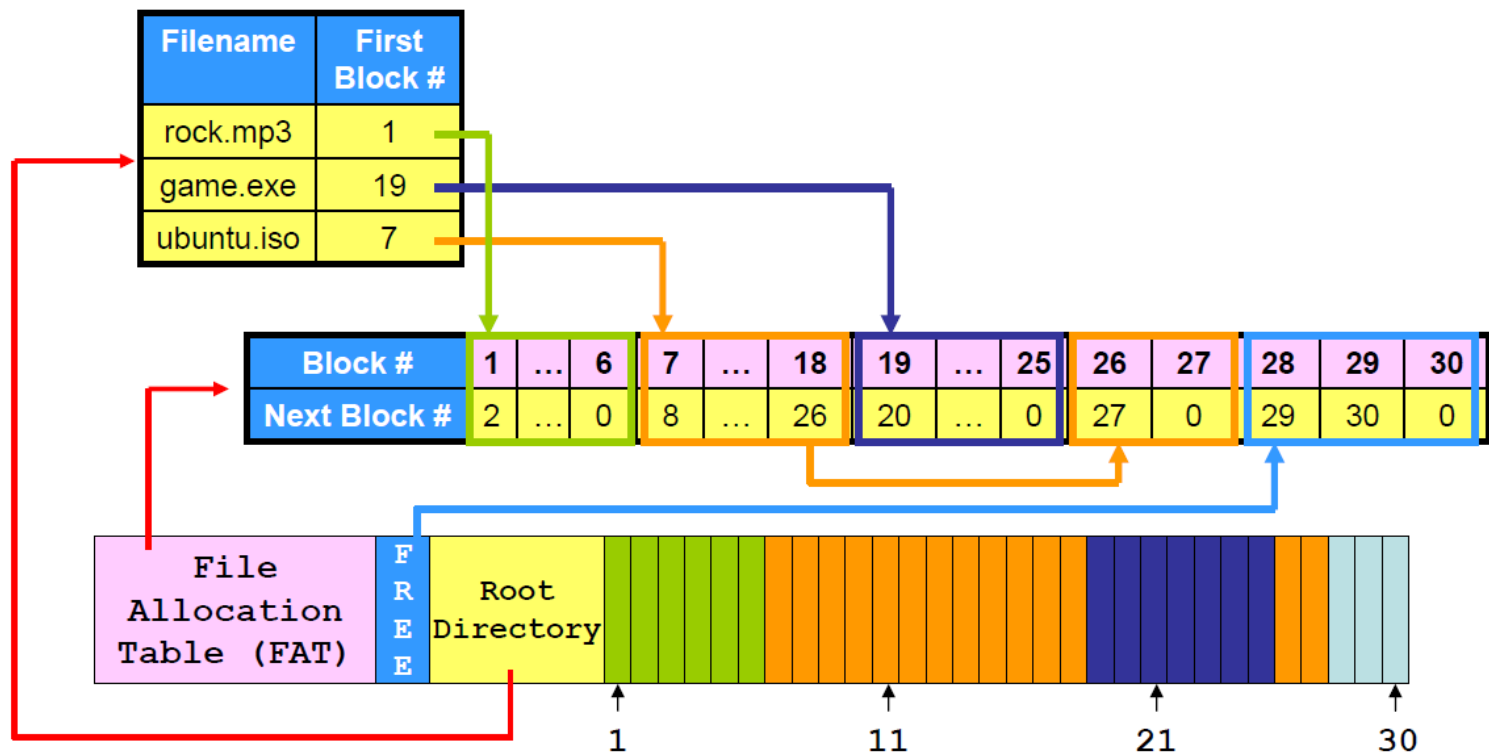 Filename First Block #
rock.mp3 1
game.exe 19
ubuntu.iso 7
Block # 1 ... 6 7 ... 18 19 ... 25 26 27 28 29 30
Next Block # 2 ... 0 8 ... 26 20 ... 0 27 0 29 30 0
File Allocation Table (FAT)
FREE
Root Directory
1 11 21 30